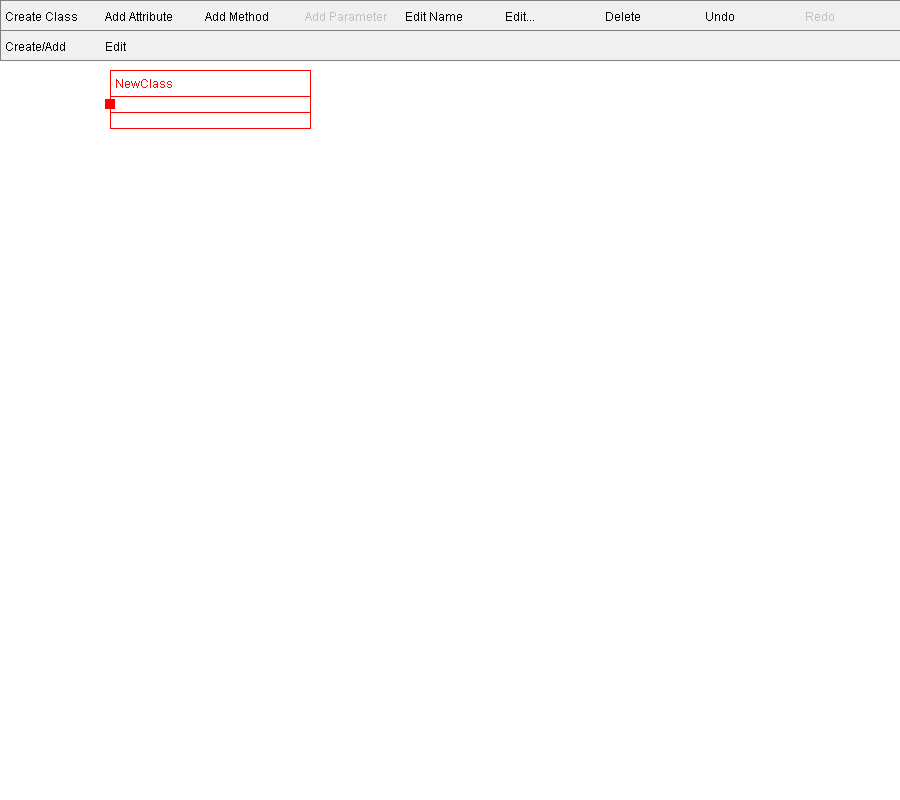 Create Class Add Attribute Add Method Add Parameter Edit Name Edit... Delete Undo Redo
Create/Add Edit
NewClass